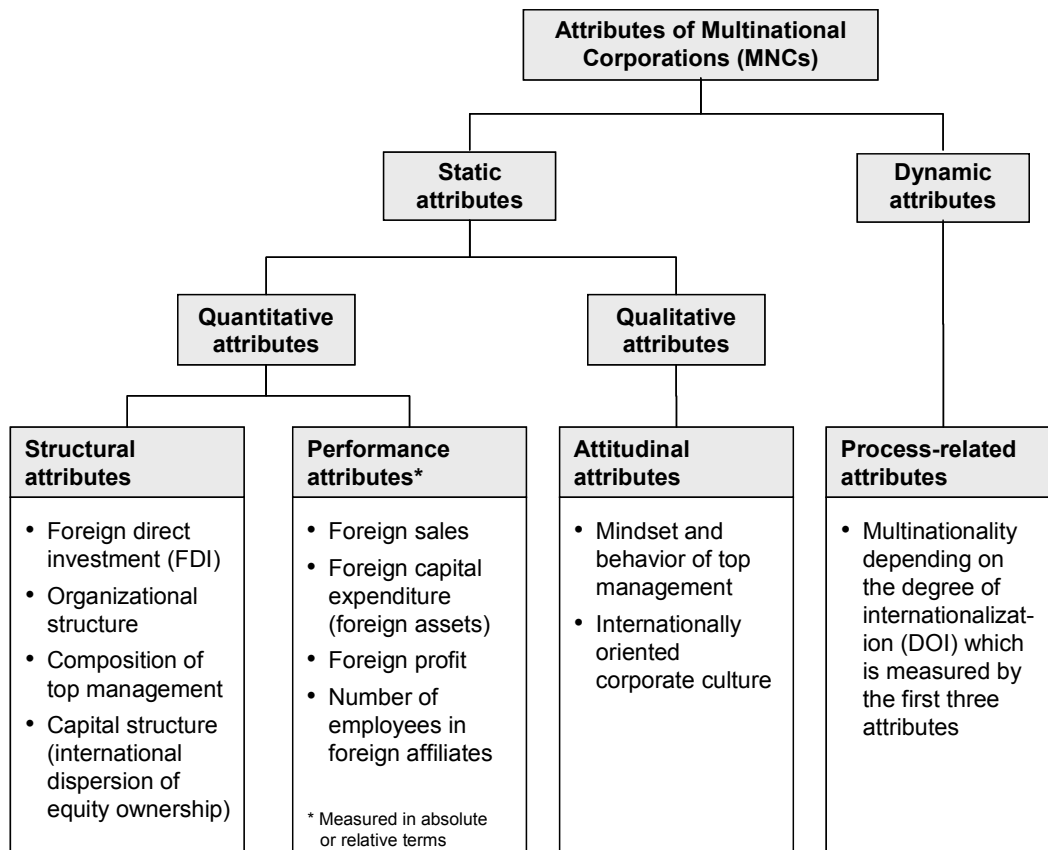 Attributes of Multinational
Corporations (MNCs)
Static
attributes
Dynamic
attributes
Quantitative
attributes
Qualitative
attributes
Structural
attributes
• Foreign direct
investment (FDI)
• Organizational
structure
• Composition of
top management
• Capital structure
(international
dispersion of
equity ownership)
Performance
attributes*
• Foreign sales
• Foreign capital
expenditure
(foreign assets)
• Foreign profit
• Number of
employees in
foreign affiliates
* Measured in absolute
or relative terms
Attitudinal
attributes
• Mindset and
behavior of top
management
• Internationally
oriented
corporate culture
Process-related
attributes
• Multinationality
depending on
the degree of
internationalizat-
ion (DOI) which
is measured by
the first three
attributes